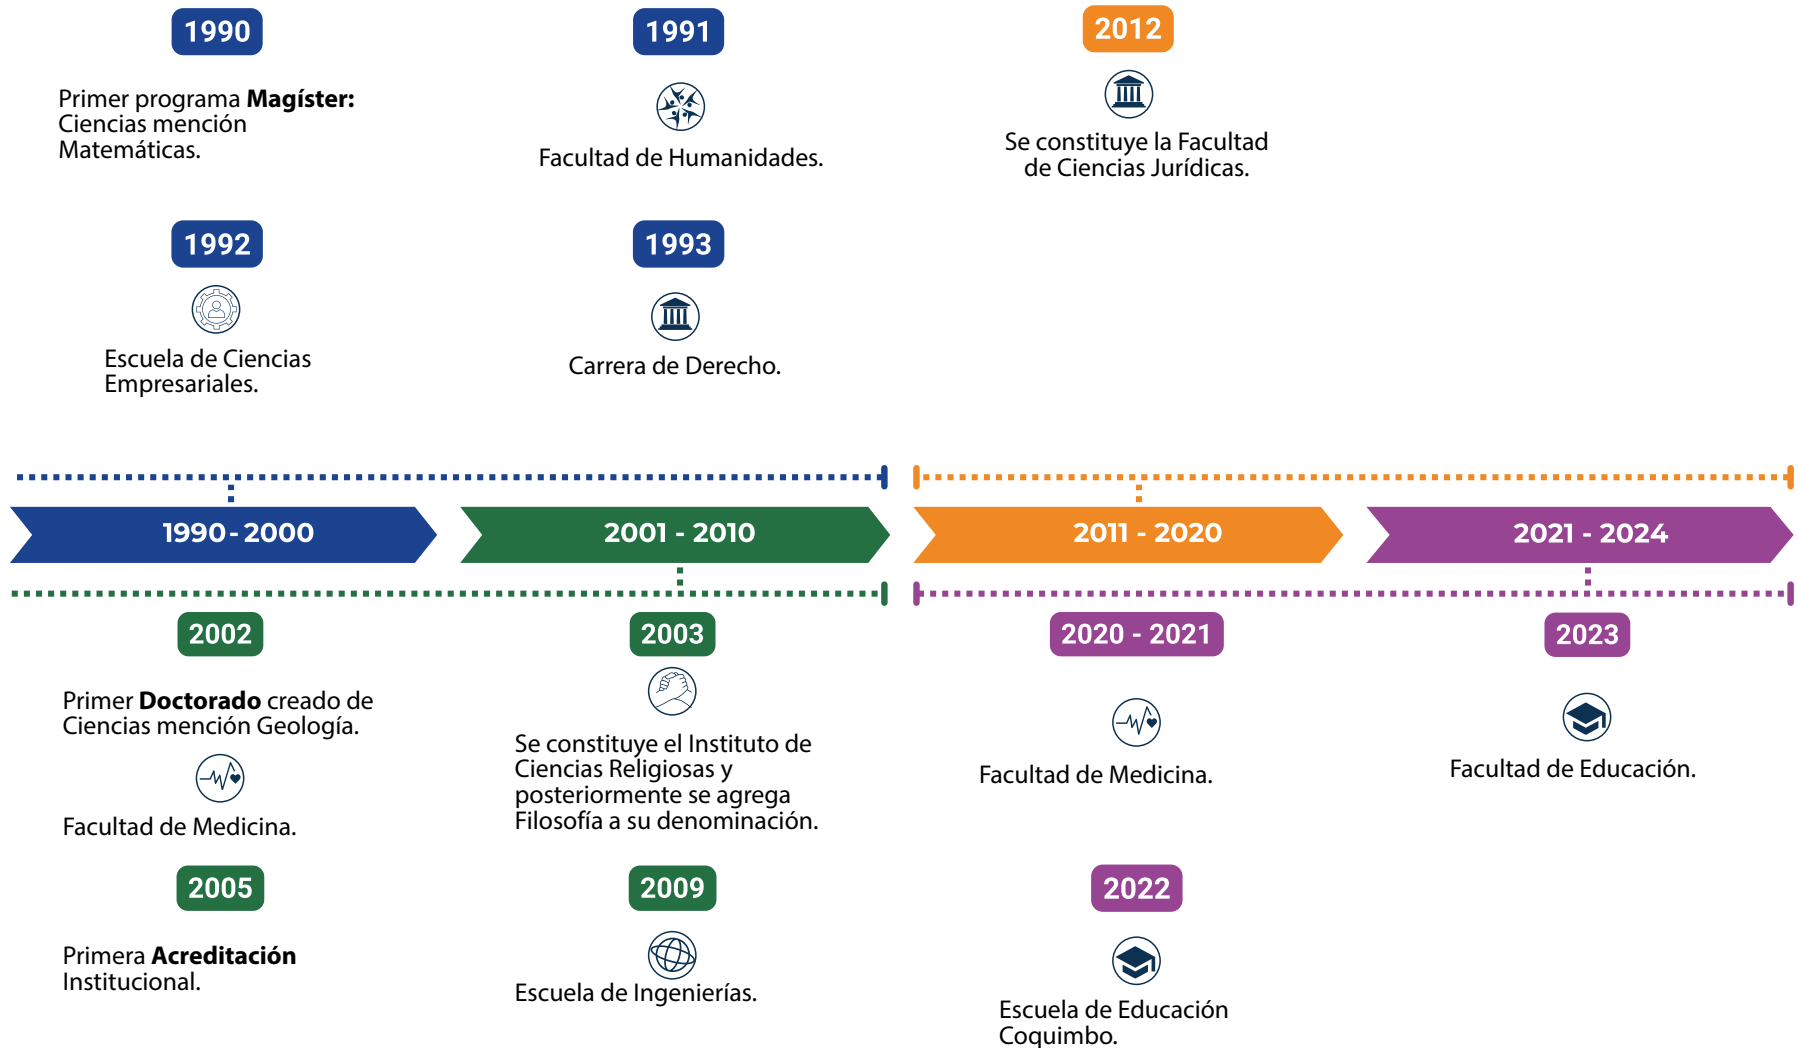 1990
Primer programa Magíster:
Ciencias mención
Matemáticas.
1991
Facultad de Humanidades.
2012
Se constituye la Facultad
de Ciencias Jurídicas.
1992
Escuela de Ciencias
Empresariales.
1993
Carrera de Derecho.
1990 - 2000
2001 - 2010
2011 - 2020
2021 - 2024
2002
Primer Doctorado creado de
Ciencias mención Geología.
Facultad de Medicina.
2003
Se constituye el Instituto de
Ciencias Religiosas y
posteriormente se agrega
Filosofía a su denominación.
2020 - 2021
Facultad de Medicina.
2023
Facultad de Educación.
2005
Primera Acreditación
Institucional.
2009
Escuela de Ingenierías.
2022
Escuela de Educación
Coquimbo.